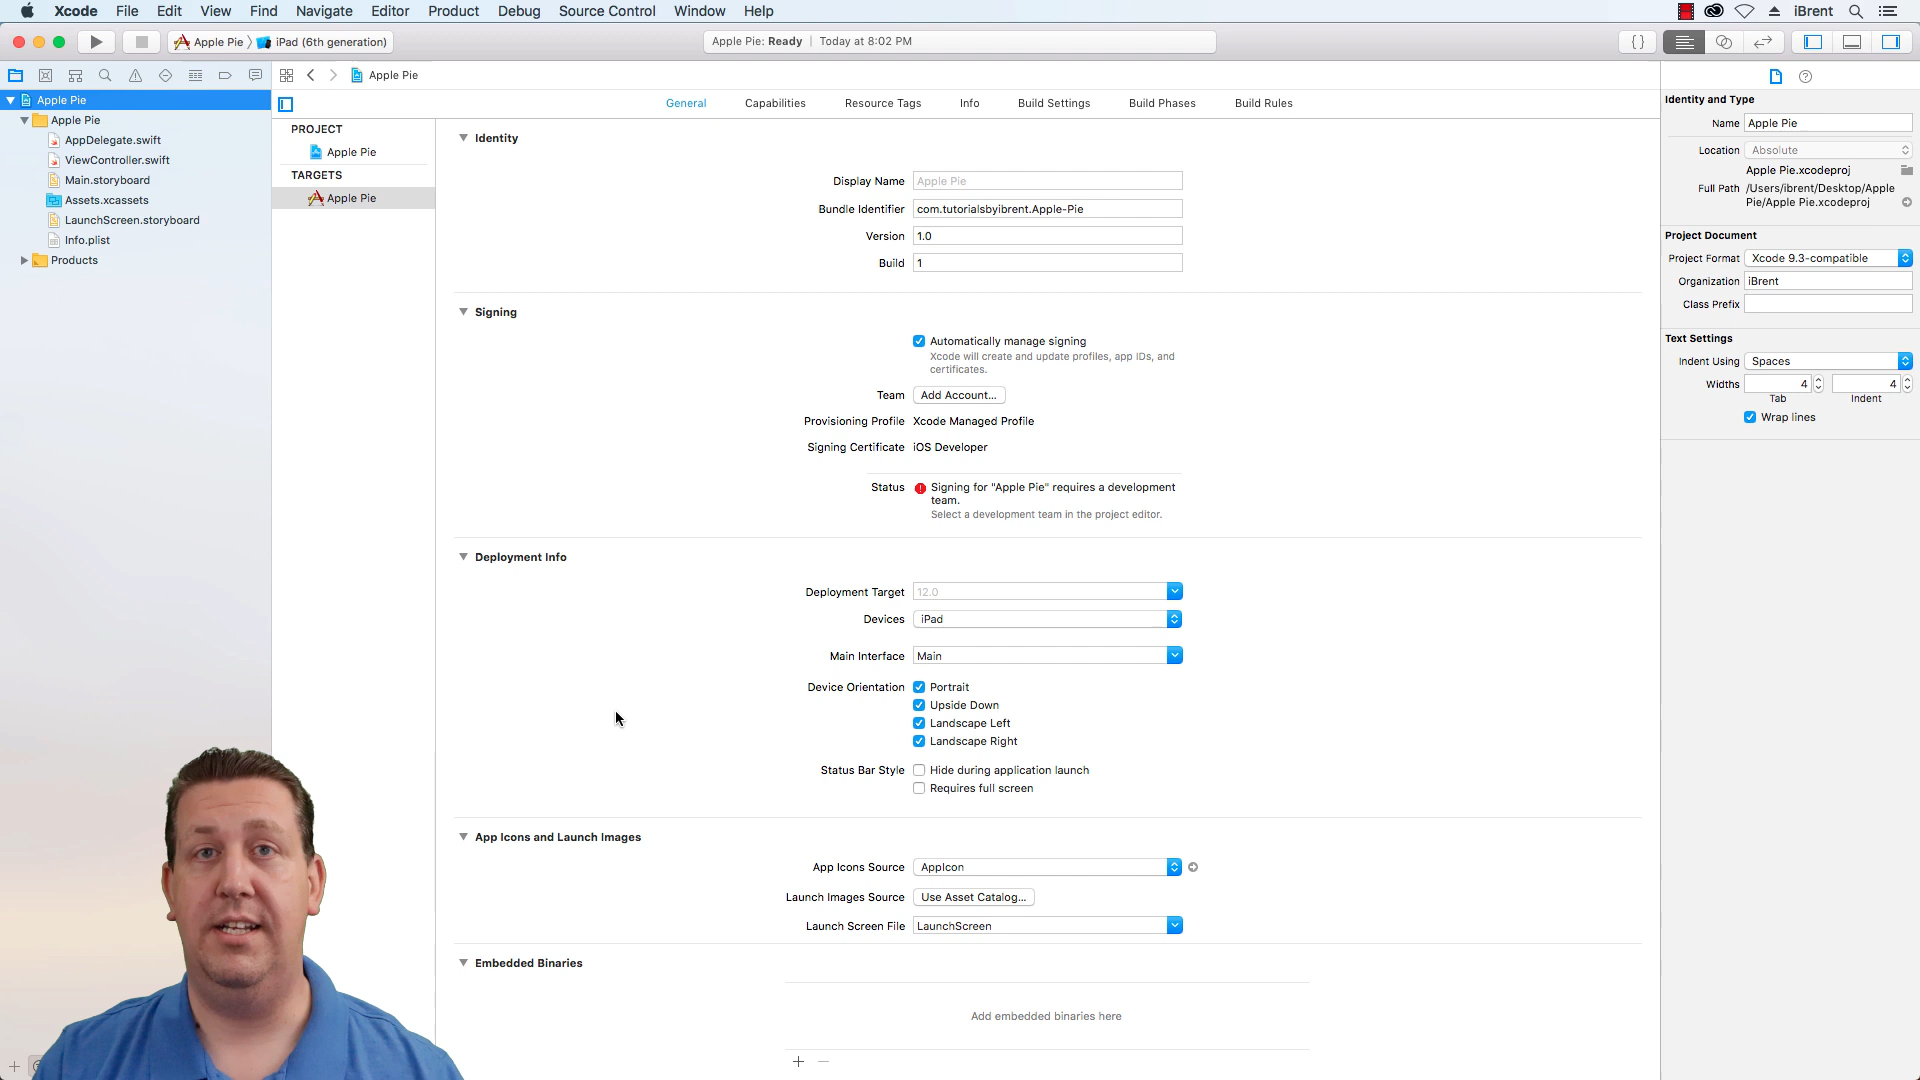 Xcode File Edit View Find Navigate Editor Product Debug Source Control Window Help iBrent
Apple Pie iPad (6th generation) Apple Pie: Ready Today at 8:02 PM { }
Apple Pie
Apple Pie
Apple Pie
AppDelegate.swift
ViewController.swift
Main.storyboard
Assets.xcassets
LaunchScreen.storyboard
Info.plist
Products
General Capabilities Resource Tags Info Build Settings Build Phases Build Rules
PROJECT
Apple Pie
TARGETS
Apple Pie
Identity
Display Name Apple Pie
Bundle Identifier com.tutorialsbyibrent.Apple-Pie
Version 1.0
Build 1
Signing
Automatically manage signing
Xcode will create and update profiles, app IDs, and
certificates.
Team Add Account...
Provisioning Profile Xcode Managed Profile
Signing Certificate iOS Developer
Status Signing for "Apple Pie" requires a development
team.
Select a development team in the project editor.
Deployment Info
Deployment Target 12.0
Devices iPad
Main Interface Main
Device Orientation Portrait
Upside Down
Landscape Left
Landscape Right
Status Bar Style Hide during application launch
Requires full screen
App Icons and Launch Images
App Icons Source AppIcon
Launch Images Source Use Asset Catalog...
Launch Screen File LaunchScreen
Embedded Binaries
Add embedded binaries here
Identity and Type
Name Apple Pie
Location Absolute
Apple Pie.xcodeproj
Full Path /Users/ibrent/Desktop/Apple
Pie/Apple Pie.xcodeproj
Project Document
Project Format Xcode 9.3-compatible
Organization iBrent
Class Prefix
Text Settings
Indent Using Spaces
Widths 4 4
Tab Indent
Wrap lines